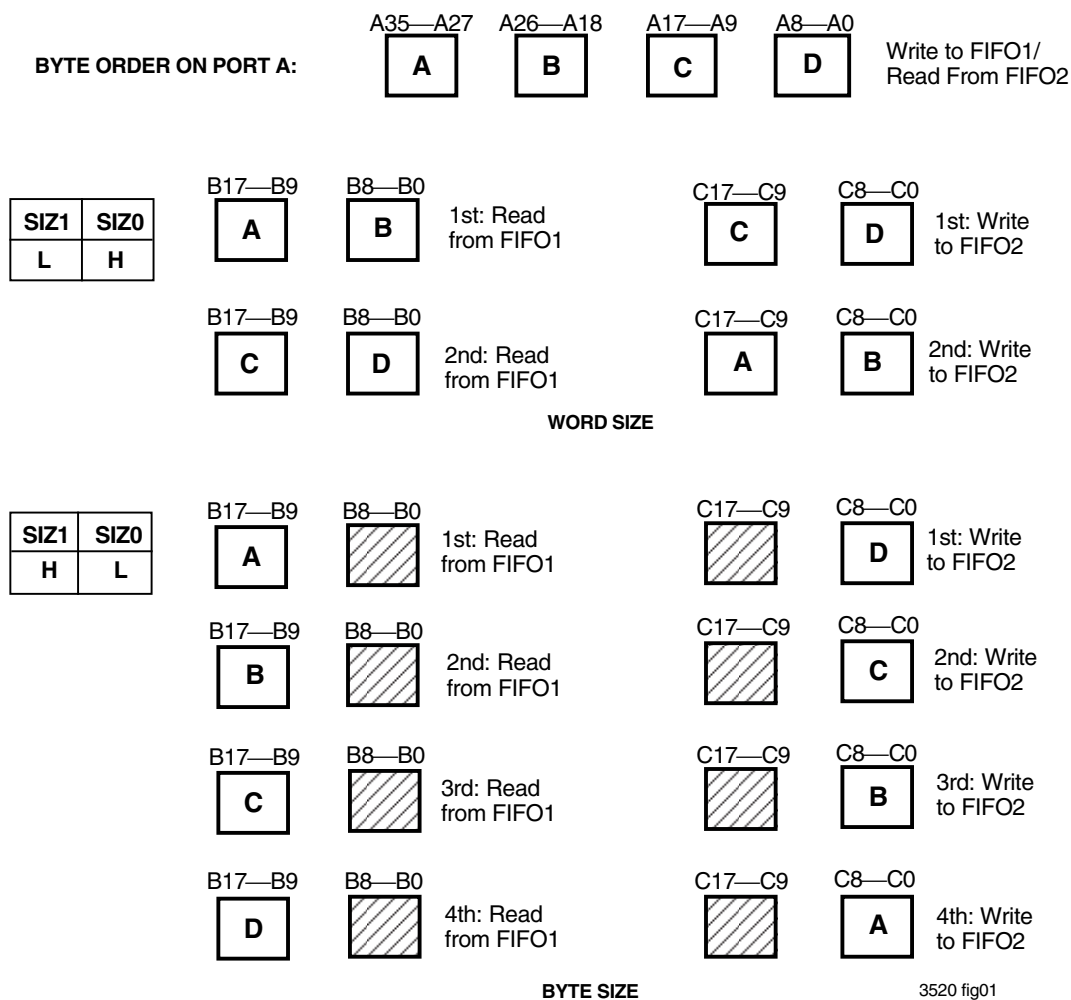 A35—A27 A26—A18 A17—A9 A8—A0
BYTE ORDER ON PORT A: A B C D Write to FIFO1/
Read From FIFO2
B17—B9 B8—B0 C17—C9 C8—C0
SIZ1 SIZ0 A B 1st: Read C D 1st: Write
L H from FIFO1 to FIFO2
B17—B9 B8—B0 C17—C9 C8—C0
C D 2nd: Read A B 2nd: Write
from FIFO1 to FIFO2
WORD SIZE
B17—B9 B8—B0 C17—C9 C8—C0
SIZ1 SIZ0 A 1st: Read D 1st: Write
H L from FIFO1 to FIFO2
B17—B9 B8—B0 C17—C9 C8—C0
B 2nd: Read C 2nd: Write
from FIFO1 to FIFO2
B17—B9 B8—B0 C17—C9 C8—C0
C 3rd: Read B 3rd: Write
from FIFO1 to FIFO2
B17—B9 B8—B0 C17—C9 C8—C0
D 4th: Read A 4th: Write
from FIFO1 to FIFO2
BYTE SIZE 3520 fig01